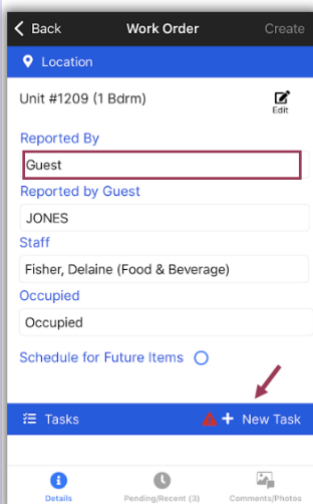 Back Work Order Create
Location
Unit #1209 (1 Bdrm)
Edit
Reported By
Guest
Reported by Guest
JONES
Staff
Fisher, Delaine (Food & Beverage)
Occupied
Occupied
Schedule for Future Items
Tasks + New Task
Details Pending/Recent (3) Comments/Photos